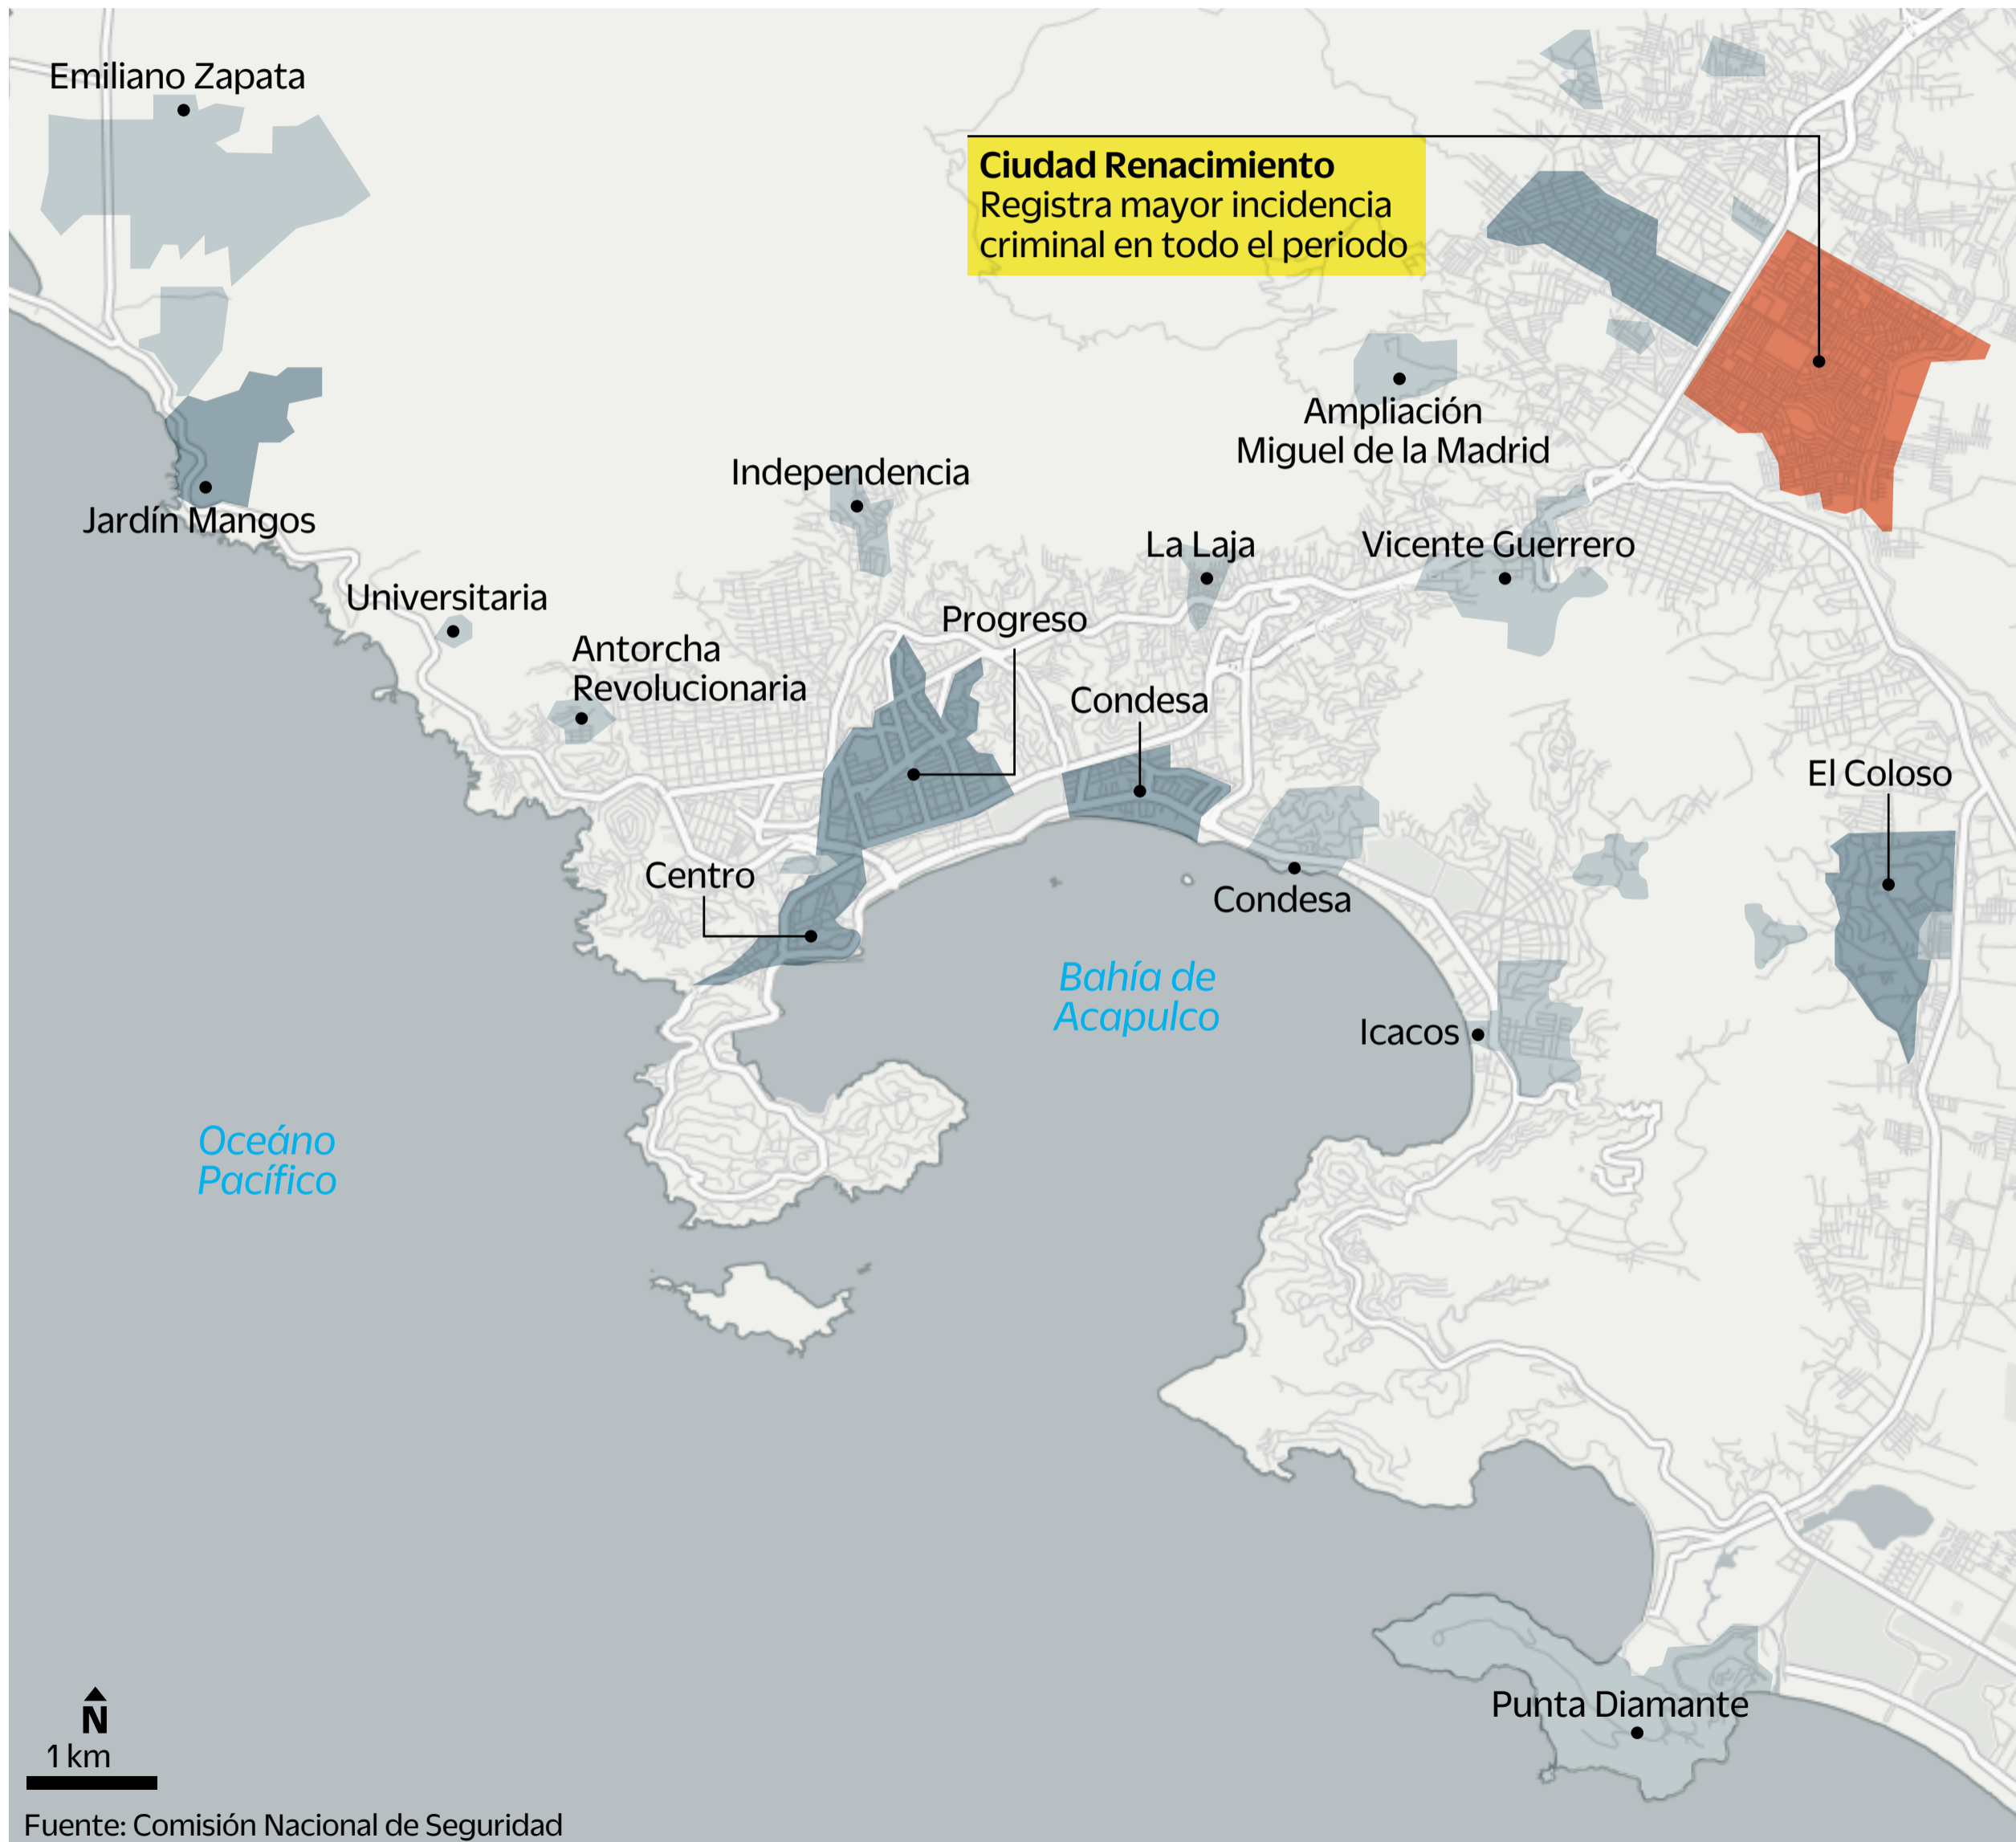 Emiliano Zapata
Ciudad Renacimiento
Registra mayor incidencia
criminal en todo el periodo
Ampliación
Miguel de la Madrid
Independencia
Jardín Mangos
La Laja
Vicente Guerrero
Universitaria
Progreso
Antorcha
Revolucionaria
Condesa
El Coloso
Centro
Condesa
Bahía de
Acapulco
Icacos
Oceáno
Pacífico
Punta Diamante
N
1 km
Fuente: Comisión Nacional de Seguridad